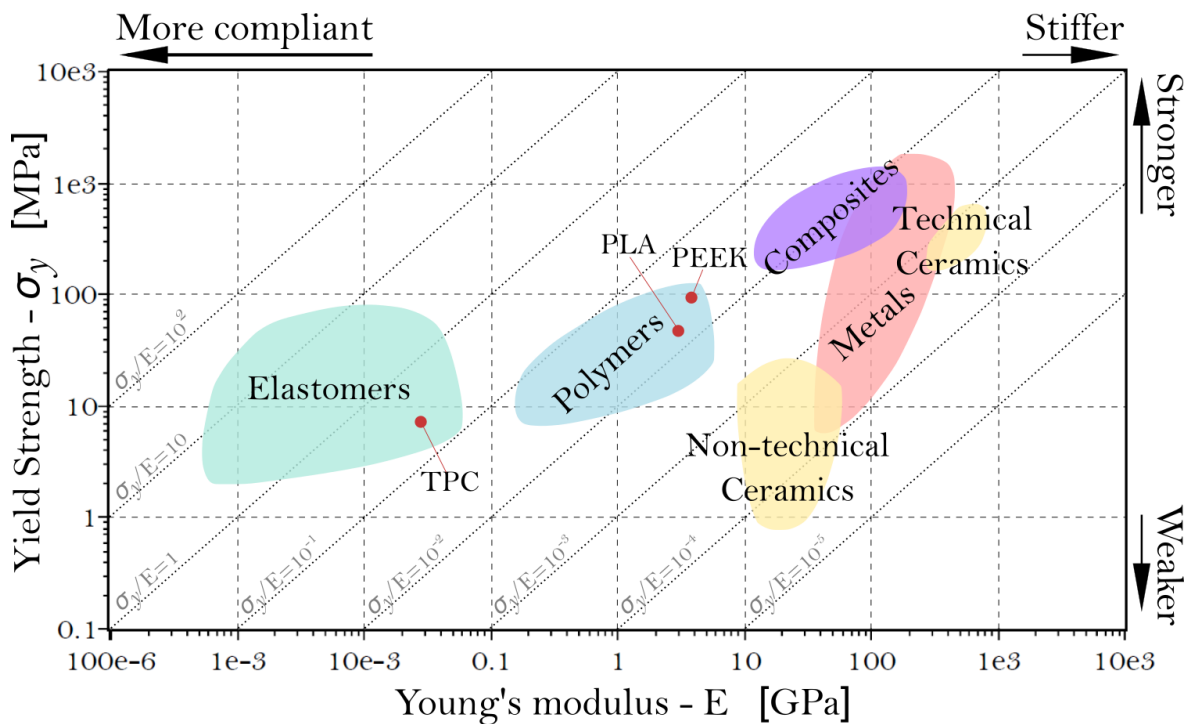 More compliant
Stiffer
10e3
1e3
100
10
1
0.1
Yield Strength - σy [MPa]
Stronger
Weaker
Composites
Technical
Ceramics
PLA
PEEK
Metals
Polymers
Elastomers
TPC
Non-technical
Ceramics
σy/E=10²
σy/E=10
σy/E=1
σy/E=10⁻¹
σy/E=10⁻²
σy/E=10⁻³
σy/E=10⁻⁴
σy/E=10⁻⁵
100e-6
1e-3
10e-3
0.1
1
10
100
1e3
10e3
Young's modulus - E [GPa]